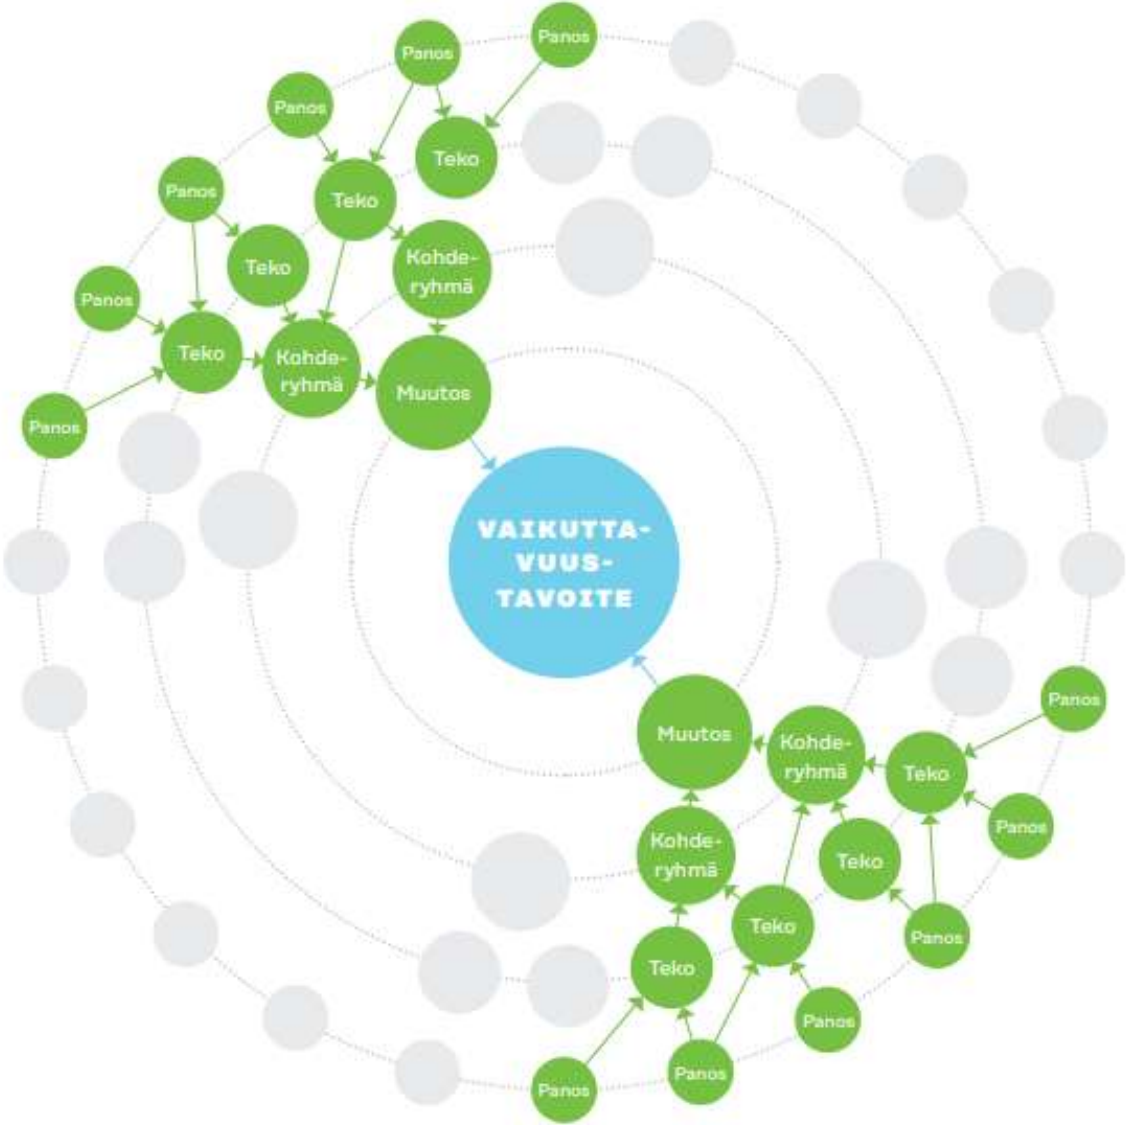 Panos
Panos
Panos
Teko
Panos
Teko
Kohde-
ryhmä
Teko
Panos
Teko
Kohde-
ryhmä
Muutos
Panos
VAIKUTTA-
VUUS-
TAVOITE
Panos
Muutos
Kohde-
ryhmä
Teko
Panos
Kohde-
ryhmä
Teko
Teko
Panos
Teko
Panos
Panos
Panos